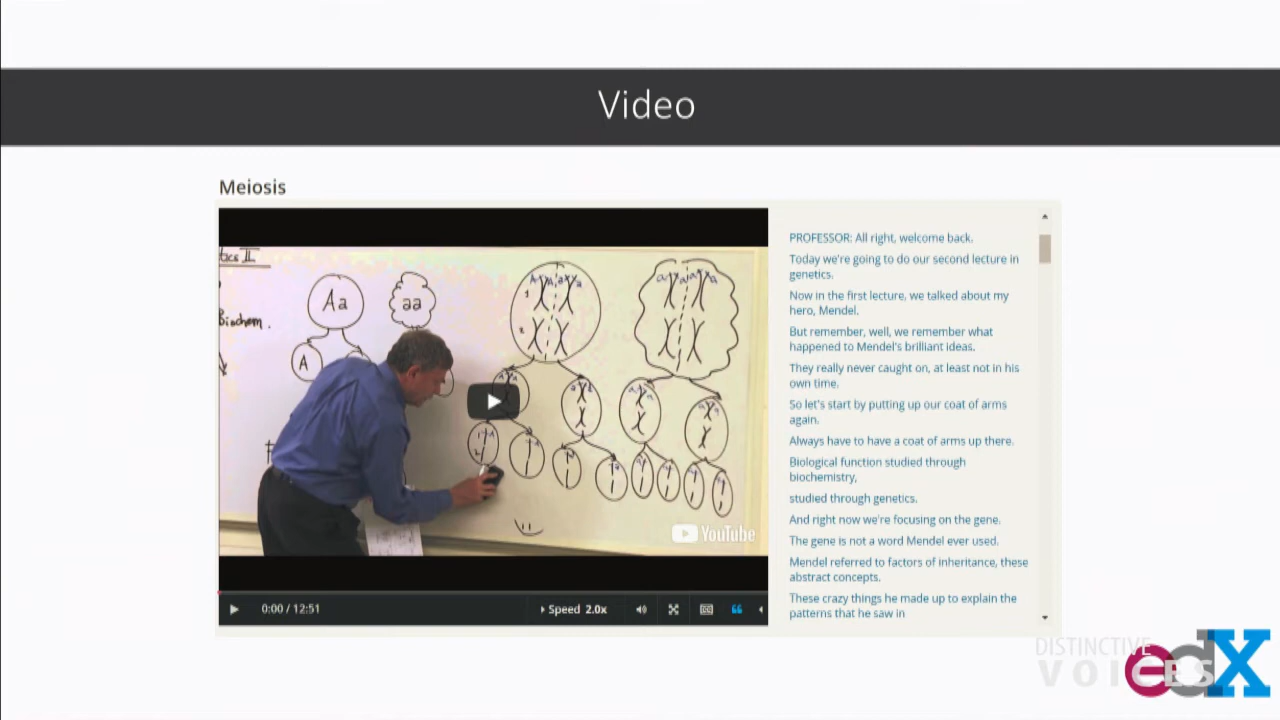 Video
Meiosis
tics II
Biochem.
Aa
aa
A
PROFESSOR: All right, welcome back.
Today we're going to do our second lecture in
genetics.
Now in the first lecture, we talked about my
hero, Mendel.
But remember, well, we remember what
happened to Mendel's brilliant ideas.
They really never caught on, at least not in his
own time.
So let's start by putting up our coat of arms
again.
Always have to have a coat of arms up there.
Biological function studied through
biochemistry,
studied through genetics.
And right now we're focusing on the gene.
The gene is not a word Mendel ever used.
Mendel referred to factors of inheritance, these
abstract concepts.
These crazy things he made up to explain the
patterns that he saw in
YouTube
0:00 / 12:51
Speed 2.0x
CC
DISTINCTIVE
VOICES
edX